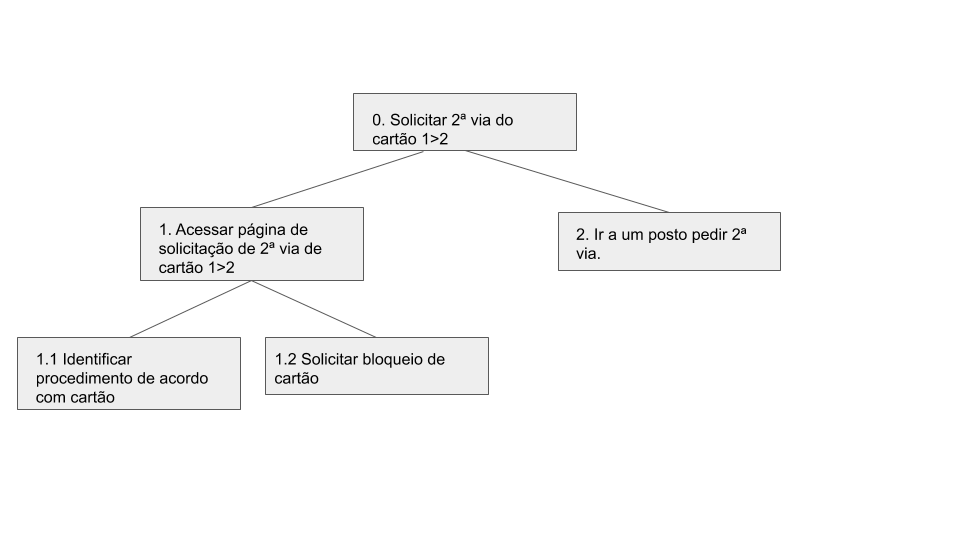 0. Solicitar 2ª via do
cartão 1>2
1. Acessar página de
solicitação de 2ª via de
cartão 1>2
2. Ir a um posto pedir 2ª
via.
1.1 Identificar
procedimento de acordo
com cartão
1.2 Solicitar bloqueio de
cartão